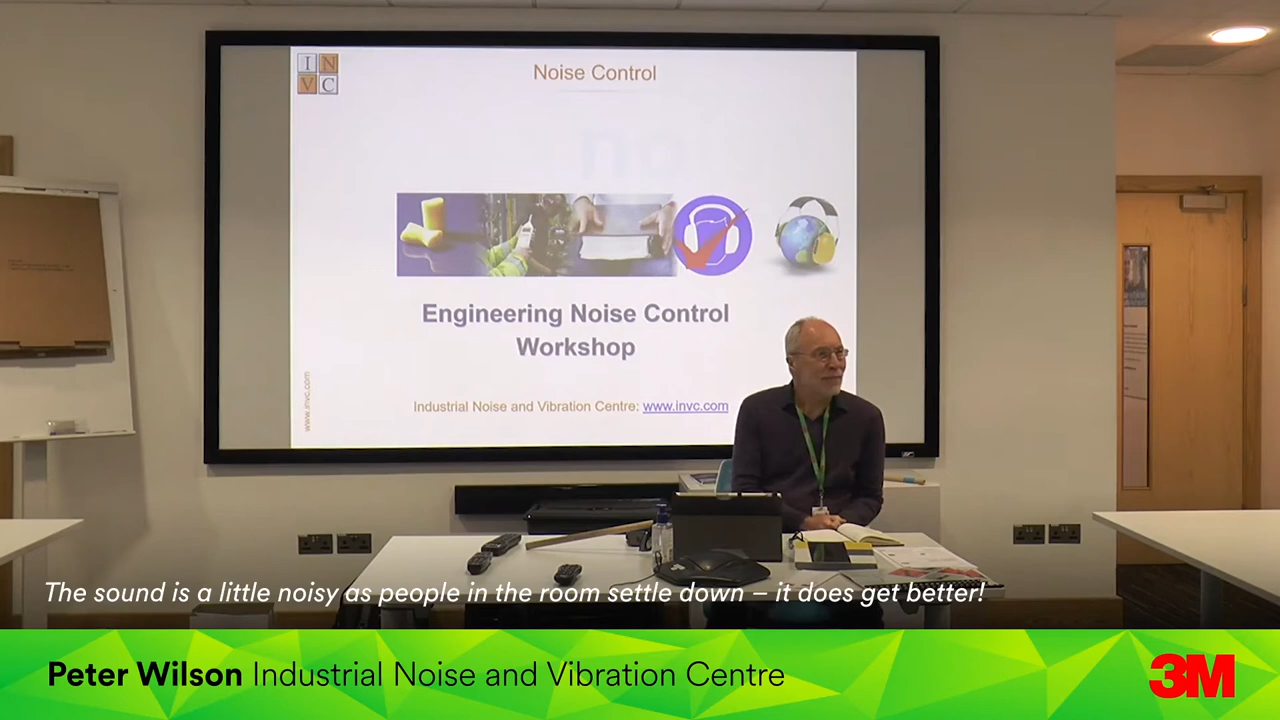 I N
V C
Noise Control
Engineering Noise Control
Workshop
Industrial Noise and Vibration Centre: www.invc.com
www.invc.com
The sound is a little noisy as people in the room settle down – it does get better!
Peter Wilson Industrial Noise and Vibration Centre
3M